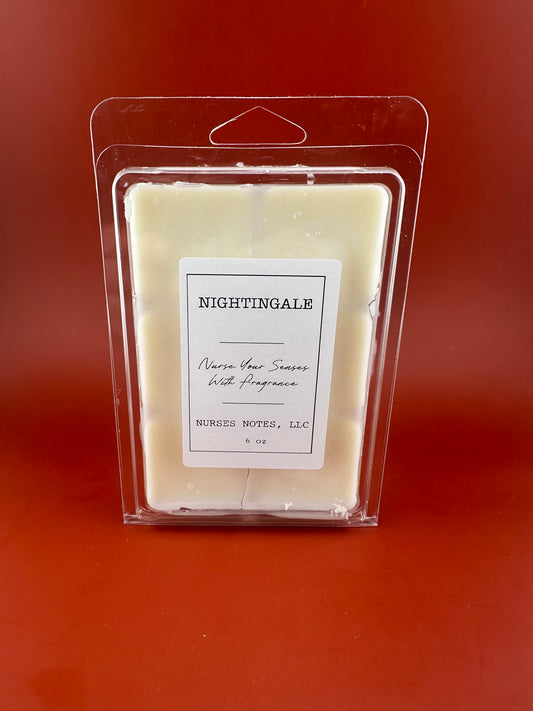 NIGHTINGALE
Nurse Your Senses
With Fragrance
NURSES NOTES, LLC
6 oz